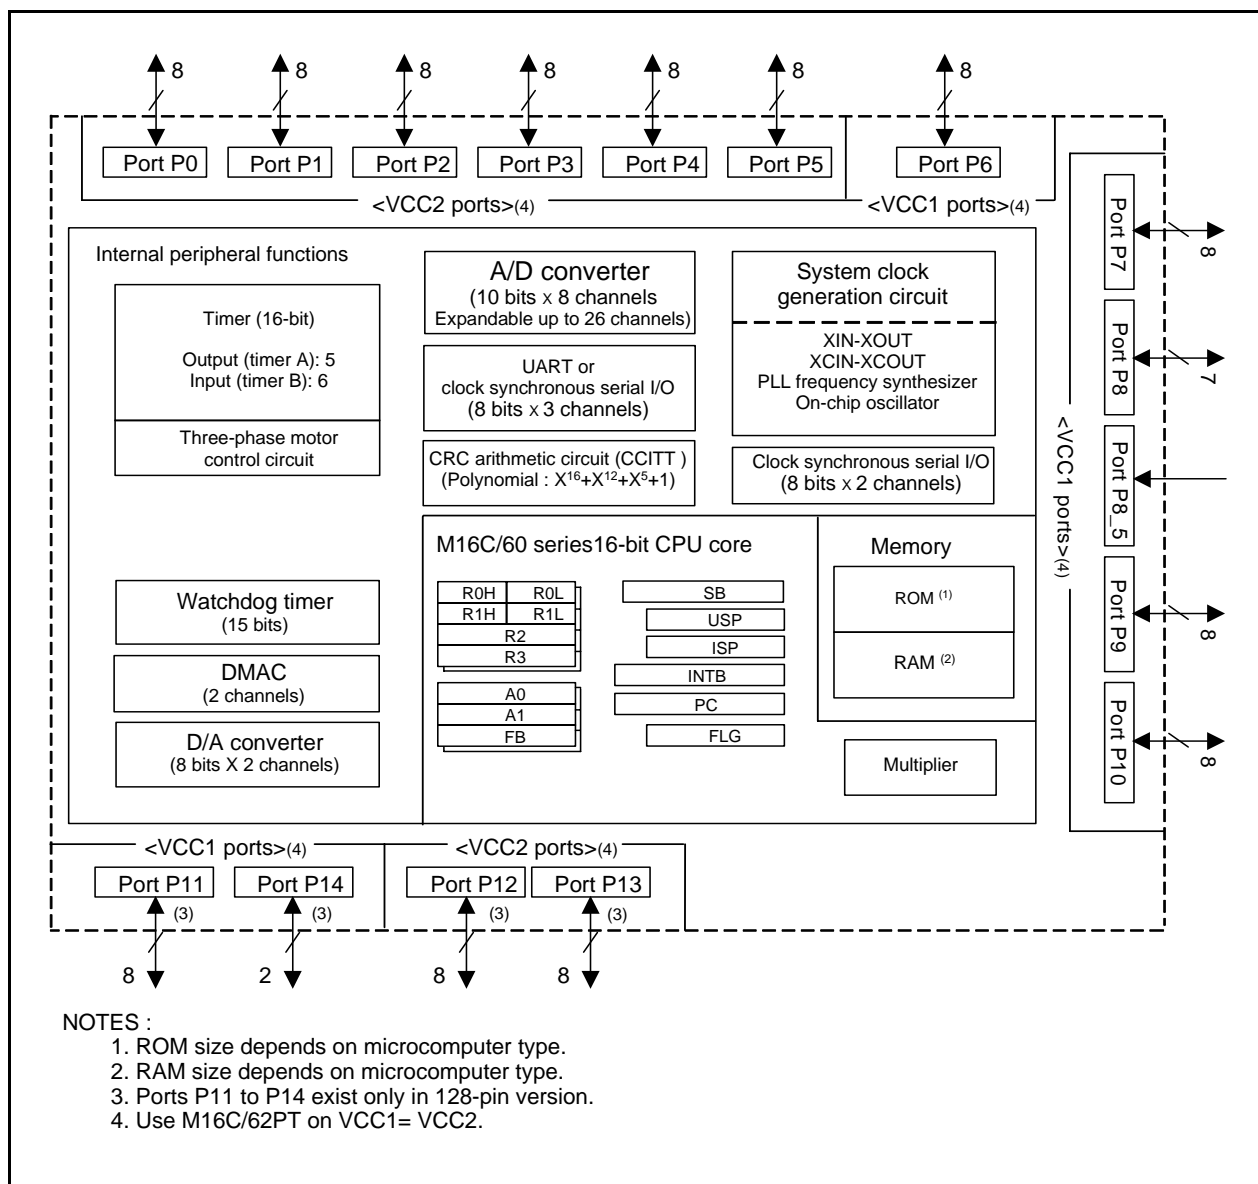 8
8
8
8
8
8
8
Port P0
Port P1
Port P2
Port P3
Port P4
Port P5
Port P6
<VCC2 ports>(4)
<VCC1 ports>(4)
Internal peripheral functions
Timer (16-bit)
Output (timer A): 5
Input (timer B): 6
Three-phase motor
control circuit
Watchdog timer
(15 bits)
DMAC
(2 channels)
D/A converter
(8 bits X 2 channels)
A/D converter
(10 bits x 8 channels
Expandable up to 26 channels)
UART or
clock synchronous serial I/O
(8 bits x 3 channels)
CRC arithmetic circuit (CCITT )
(Polynomial : X¹⁶+X¹²+X⁵+1)
System clock
generation circuit
XIN-XOUT
XCIN-XCOUT
PLL frequency synthesizer
On-chip oscillator
Clock synchronous serial I/O
(8 bits x 2 channels)
M16C/60 series16-bit CPU core
R0H
R0L
R1H
R1L
R2
R3
A0
A1
FB
SB
USP
ISP
INTB
PC
FLG
Memory
ROM (1)
RAM (2)
Multiplier
<VCC1 ports>(4)
Port P7
8
Port P8
7
Port P8_5
Port P9
8
Port P10
8
<VCC1 ports>(4)
<VCC2 ports>(4)
Port P11
Port P14
Port P12
Port P13
(3)
(3)
(3)
(3)
8
2
8
8
NOTES :
1. ROM size depends on microcomputer type.
2. RAM size depends on microcomputer type.
3. Ports P11 to P14 exist only in 128-pin version.
4. Use M16C/62PT on VCC1= VCC2.